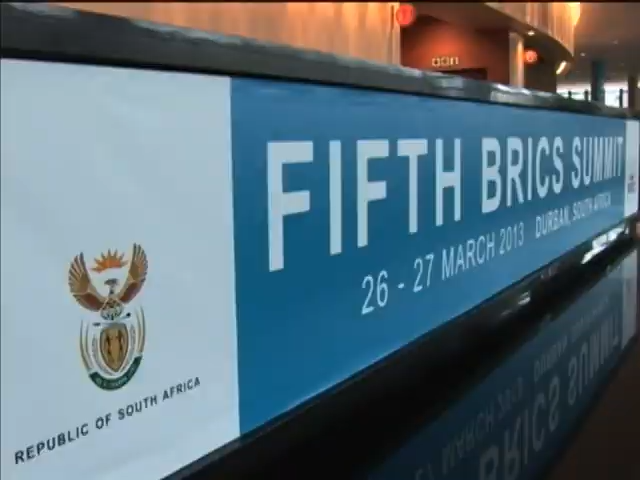 FIFTH BRICS SUMMIT
26 - 27 MARCH 2013 DURBAN, SOUTH AFRICA
REPUBLIC OF SOUTH AFRICA